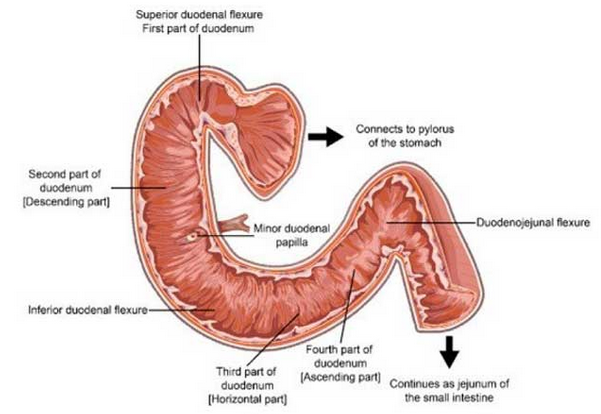 Superior duodenal flexure
First part of duodenum
Connects to pylorus
of the stomach
Second part of
duodenum
[Descending part]
Minor duodenal
papilla
Duodenojejunal flexure
Inferior duodenal flexure
Third part of
duodenum
[Horizontal part]
Fourth part of
duodenum
[Ascending part]
Continues as jejunum of
the small intestine